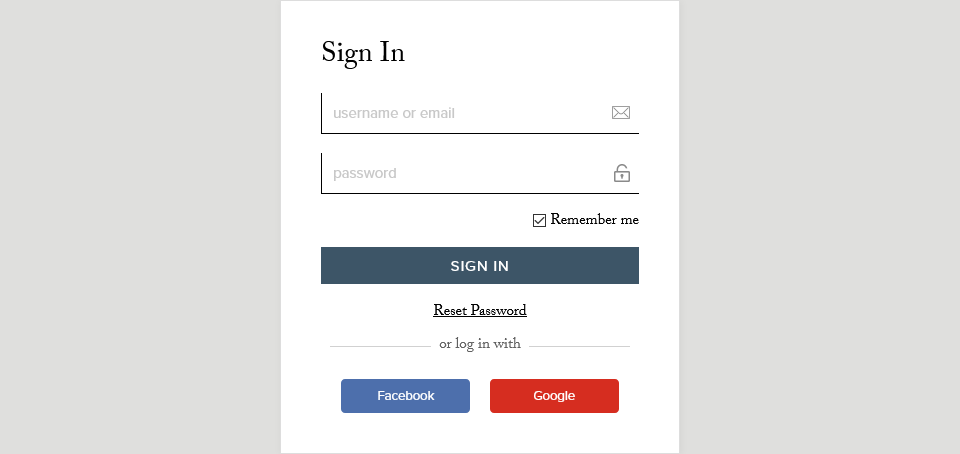 Sign In
username or email
password
Remember me
SIGN IN
Reset Password
or log in with
Facebook
Google